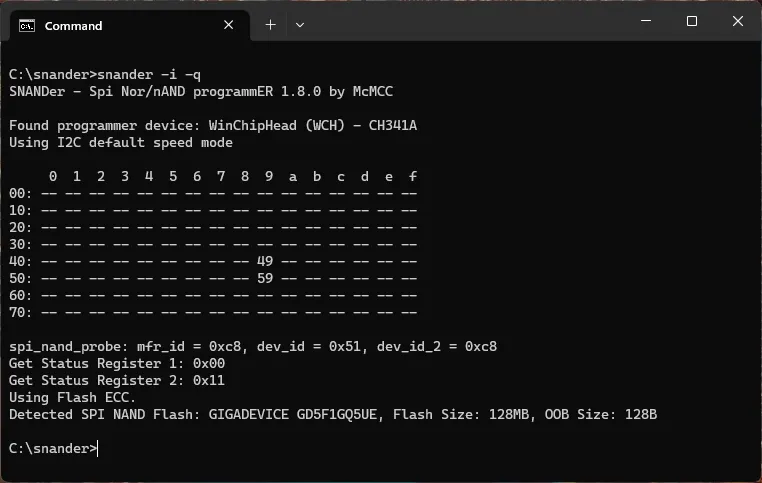 Command
C:\snander>snander -i -q
SNANDer - Spi Nor/nAND programmER 1.8.0 by McMCC
Found programmer device: WinChipHead (WCH) - CH341A
Using I2C default speed mode
     0  1  2  3  4  5  6  7  8  9  a  b  c  d  e  f
00: -- -- -- -- -- -- -- -- -- -- -- -- -- -- -- --
10: -- -- -- -- -- -- -- -- -- -- -- -- -- -- -- --
20: -- -- -- -- -- -- -- -- -- -- -- -- -- -- -- --
30: -- -- -- -- -- -- -- -- -- -- -- -- -- -- -- --
40: -- -- -- -- -- -- -- -- -- 49 -- -- -- -- -- --
50: -- -- -- -- -- -- -- -- -- 59 -- -- -- -- -- --
60: -- -- -- -- -- -- -- -- -- -- -- -- -- -- -- --
70: -- -- -- -- -- -- -- -- -- -- -- -- -- -- -- --
spi_nand_probe: mfr_id = 0xc8, dev_id = 0x51, dev_id_2 = 0xc8
Get Status Register 1: 0x00
Get Status Register 2: 0x11
Using Flash ECC.
Detected SPI NAND Flash: GIGADEVICE GD5F1GQ5UE, Flash Size: 128MB, OOB Size: 128B
C:\snander>